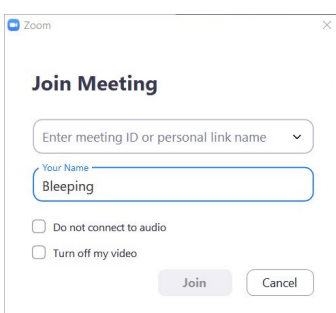 Zoom
Join Meeting
Enter meeting ID or personal link name
Your Name
Bleeping
Do not connect to audio
Turn off my video
Join Cancel